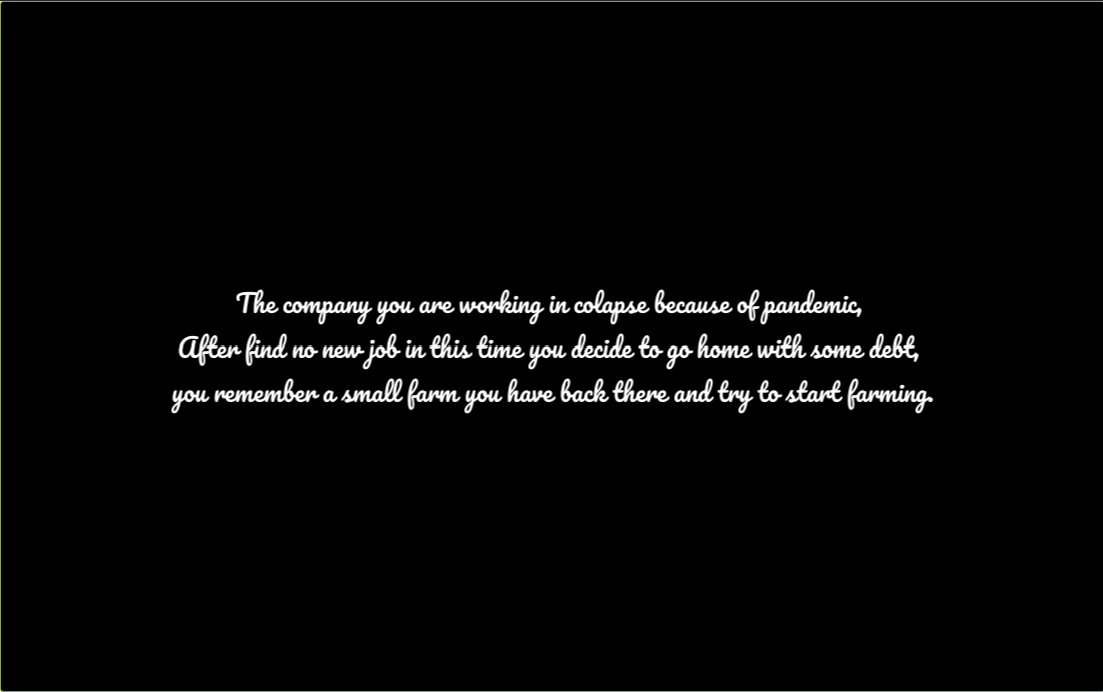 The company you are working in colapse because of pandemic,
After find no new job in this time you decide to go home with some debt,
you remember a small farm you have back there and try to start farming.